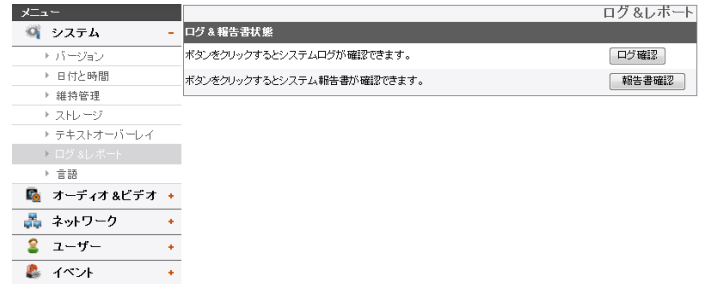 メニュー
システム -
バージョン
日付と時間
維持管理
ストレージ
テキストオーバーレイ
ログ&レポート
言語
オーディオ&ビデオ +
ネットワーク +
ユーザー +
イベント +
ログ&レポート
ログ&報告書状態
ボタンをクリックするとシステムログが確認できます。 ログ確認
ボタンをクリックするとシステム報告書が確認できます。 報告書確認